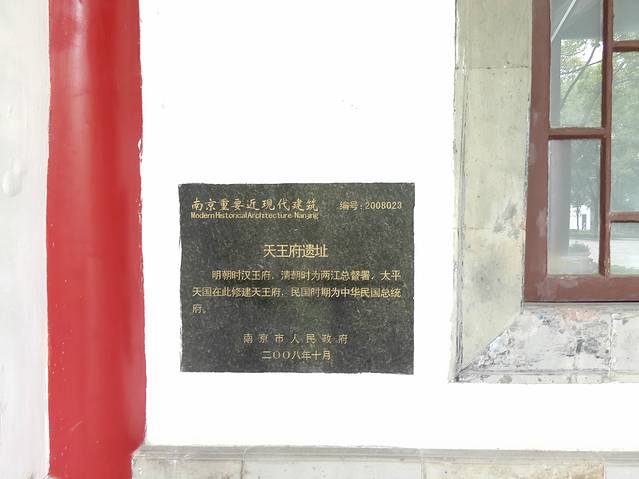 南京重要近现代建筑 编号:2008023
Modern Historical Architecture·Nanjing
天王府遗址
明朝时汉王府，清朝时为两江总督署，太平
天国在此修建天王府，民国时期为中华民国总统
府。
南京市人民政府
二〇〇八年十月